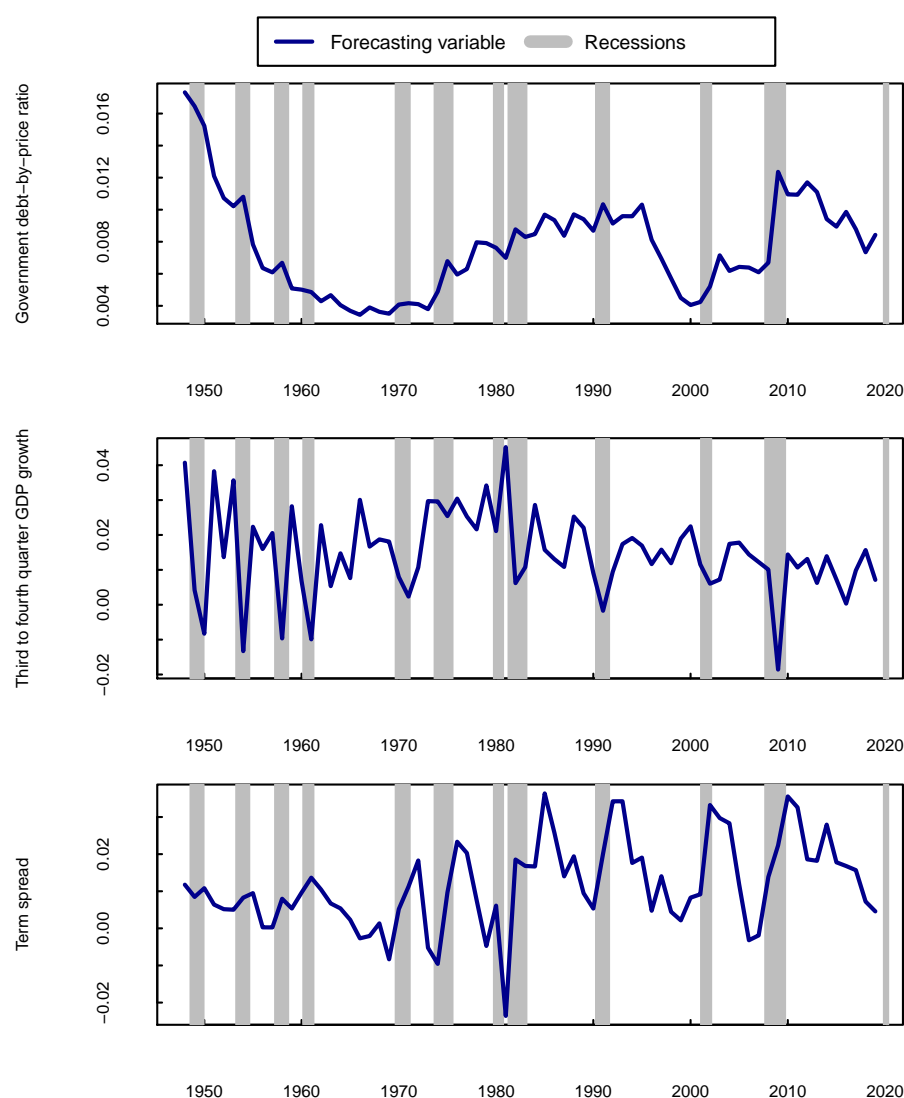 Forecasting variable Recessions
Government debt−by−price ratio
0.016
0.012
0.008
0.004
1950 1960 1970 1980 1990 2000 2010 2020
Third to fourth quarter GDP growth
0.04
0.02
0.00
−0.02
1950 1960 1970 1980 1990 2000 2010 2020
Term spread
0.02
0.00
−0.02
1950 1960 1970 1980 1990 2000 2010 2020